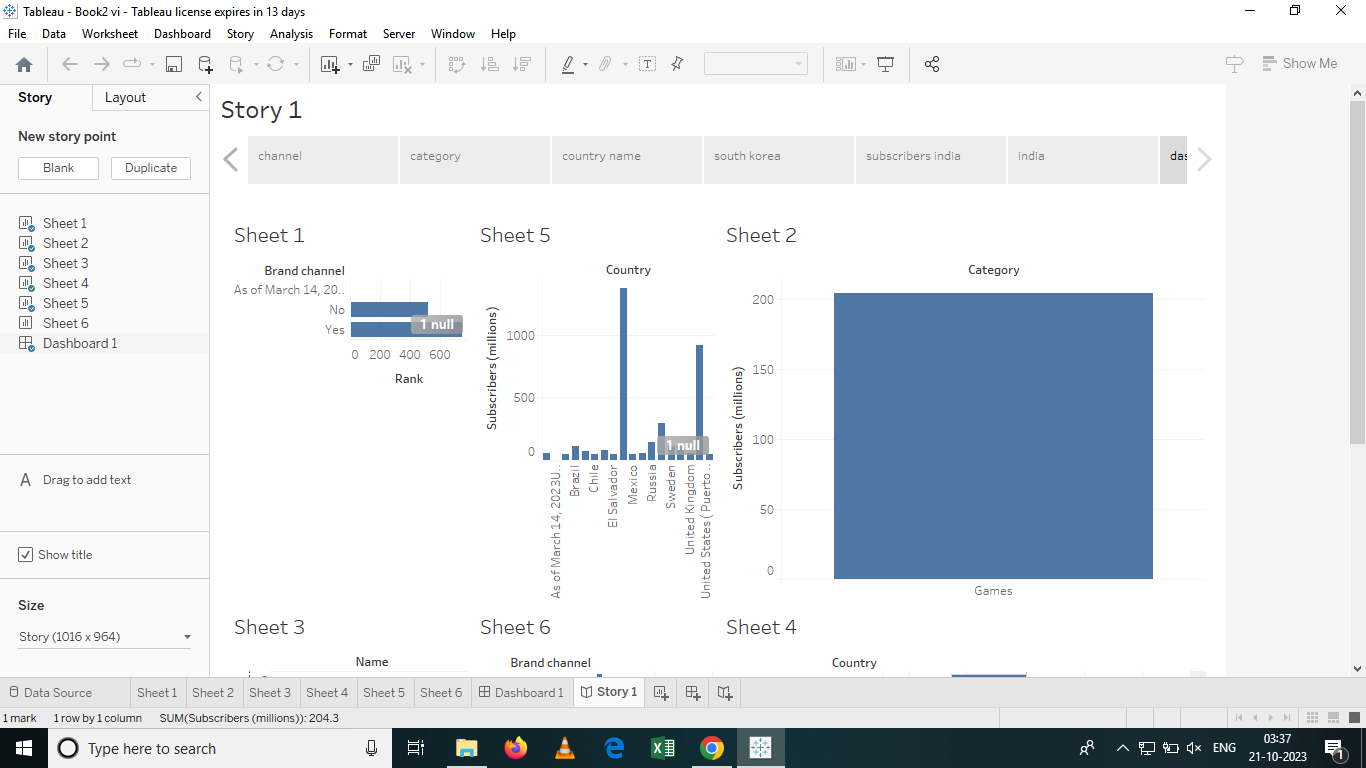 Tableau - Book2 vi - Tableau license expires in 13 days
File Data Worksheet Dashboard Story Analysis Format Server Window Help
Show Me
Story Layout
New story point
Blank Duplicate
Sheet 1
Sheet 2
Sheet 3
Sheet 4
Sheet 5
Sheet 6
Dashboard 1
A Drag to add text
Show title
Size
Story (1016 x 964)
Story 1
channel category country name south korea subscribers india india das
Sheet 1
Brand channel
As of March 14, 20..
No
Yes
1 null
0 200 400 600
Rank
Sheet 5
Country
Subscribers (millions)
1000
500
0
1 null
As of March 14, 2023U..
Brazil
Chile
El Salvador
Mexico
Russia
Sweden
United Kingdom
United States ( Puerto ..
Sheet 2
Category
Subscribers (millions)
200
150
100
50
0
Games
Sheet 3
Name
Sheet 6
Brand channel
Sheet 4
Country
Data Source Sheet 1 Sheet 2 Sheet 3 Sheet 4 Sheet 5 Sheet 6 Dashboard 1 Story 1
1 mark 1 row by 1 column SUM(Subscribers (millions)): 204.3
Type here to search
ENG
03:37
21-10-2023
1